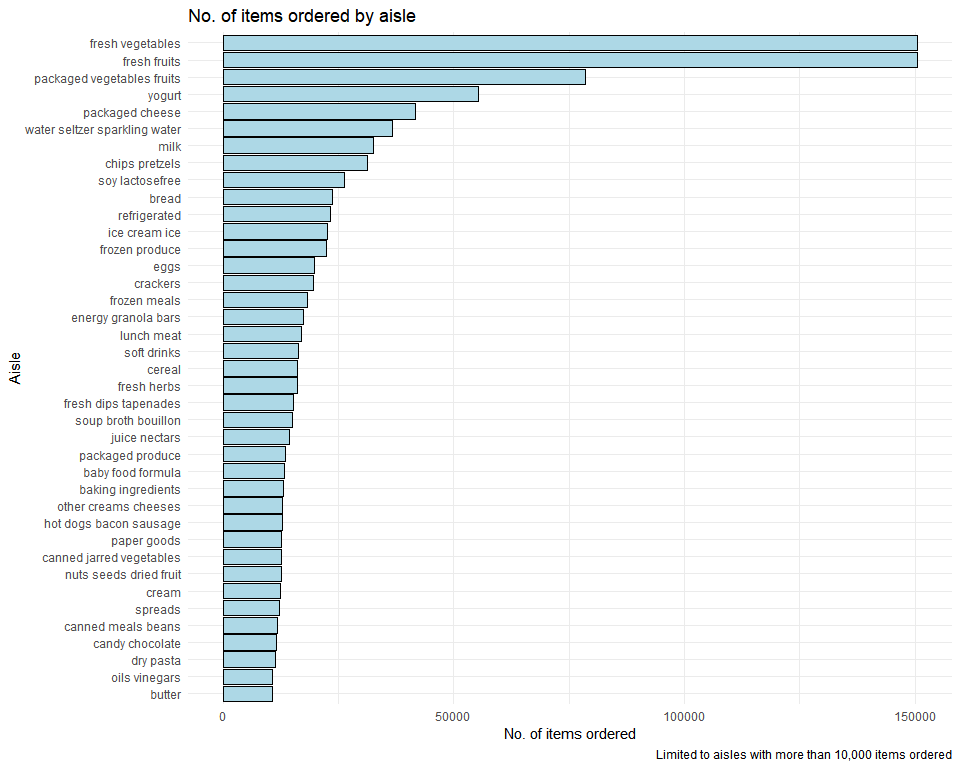 No. of items ordered by aisle
fresh vegetables
fresh fruits
packaged vegetables fruits
yogurt
packaged cheese
water seltzer sparkling water
milk
chips pretzels
soy lactosefree
bread
refrigerated
ice cream ice
frozen produce
eggs
crackers
frozen meals
energy granola bars
lunch meat
soft drinks
cereal
fresh herbs
fresh dips tapenades
soup broth bouillon
juice nectars
packaged produce
baby food formula
baking ingredients
other creams cheeses
hot dogs bacon sausage
paper goods
canned jarred vegetables
nuts seeds dried fruit
cream
spreads
canned meals beans
candy chocolate
dry pasta
oils vinegars
butter
Aisle
0 50000 100000 150000
No. of items ordered
Limited to aisles with more than 10,000 items ordered